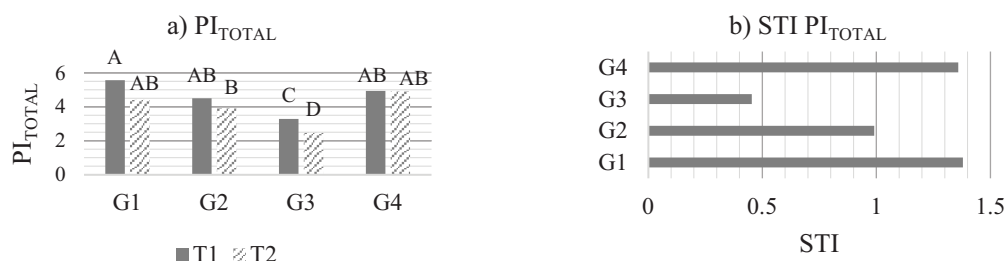 a) PI_TOTAL
A
AB
AB
B
C
D
AB
AB
6
4
2
0
PI_TOTAL
G1 G2 G3 G4
T1 T2
b) STI PI_TOTAL
G4
G3
G2
G1
0 0.5 1 1.5
STI